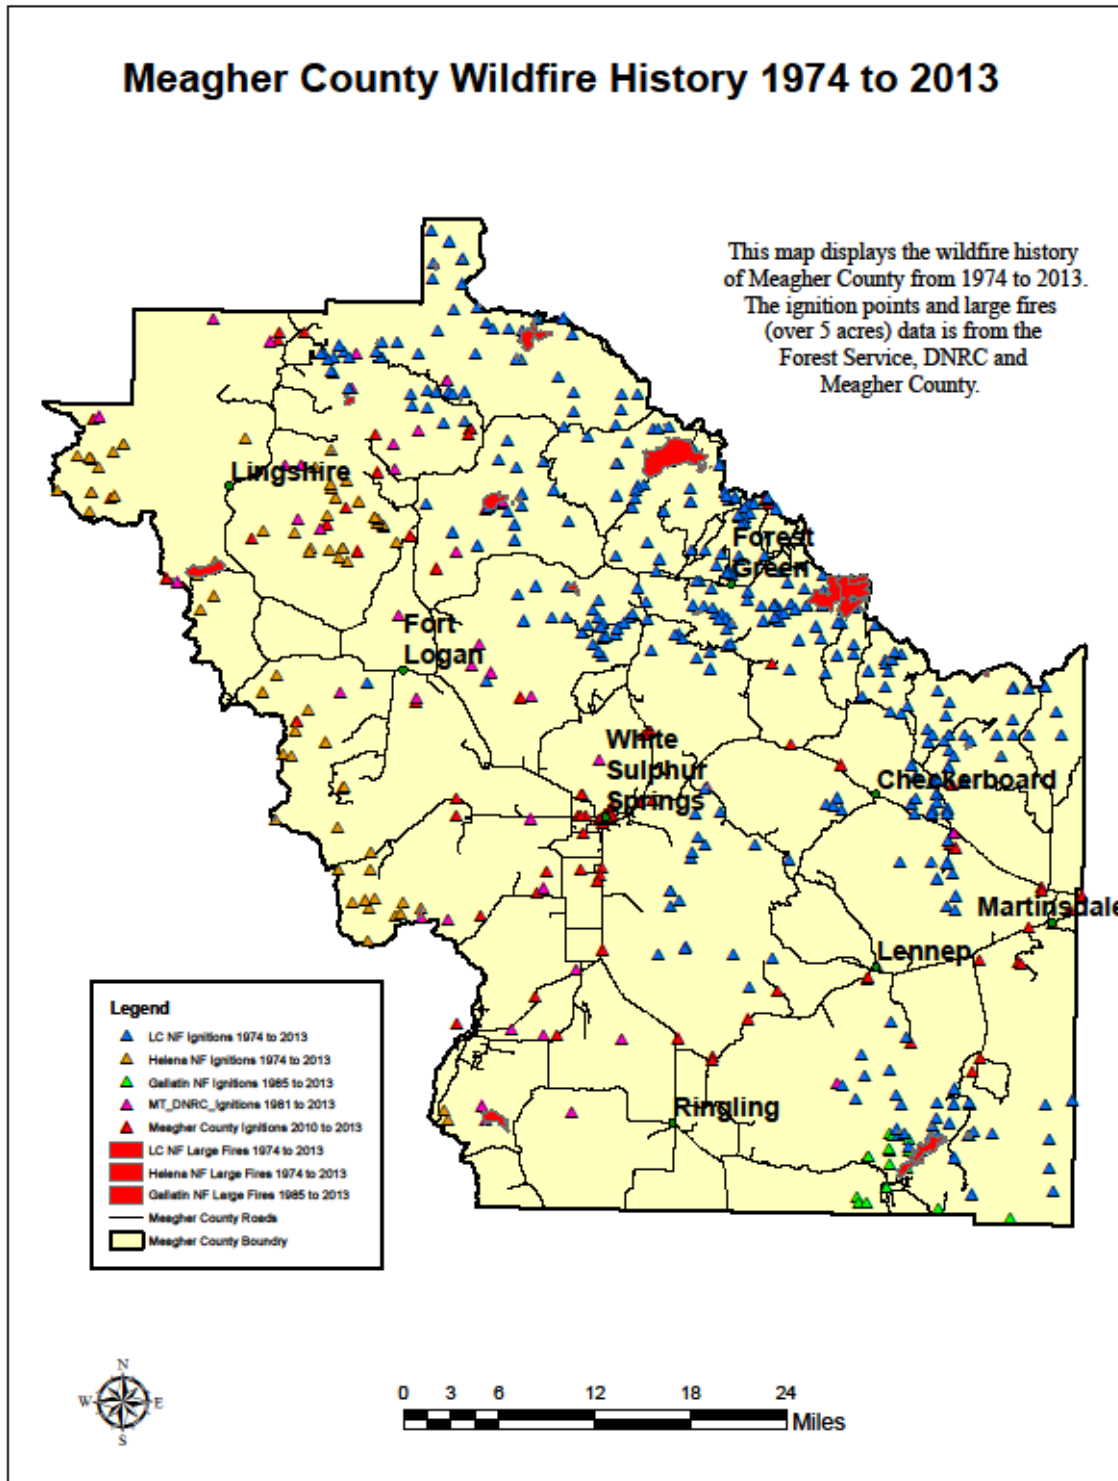 Meagher County Wildfire History 1974 to 2013
This map displays the wildfire history
of Meagher County from 1974 to 2013.
The ignition points and large fires
(over 5 acres) data is from the
Forest Service, DNRC and
Meagher County.
Lingshire
Forest
Green
Fort
Logan
White
Sulphur
Springs
Checkerboard
Martinsdale
Lennep
Ringling
Legend
LC NF Ignitions 1974 to 2013
Helena NF Ignitions 1974 to 2013
Gallatin NF Ignitions 1985 to 2013
MT_DNRC_Ignitions 1981 to 2013
Meagher County Ignitions 2010 to 2013
LC NF Large Fires 1974 to 2013
Helena NF Large Fires 1974 to 2013
Gallatin NF Large Fires 1985 to 2013
Meagher County Roads
Meagher County Boundry
N
W E
S
0 3 6 12 18 24
Miles